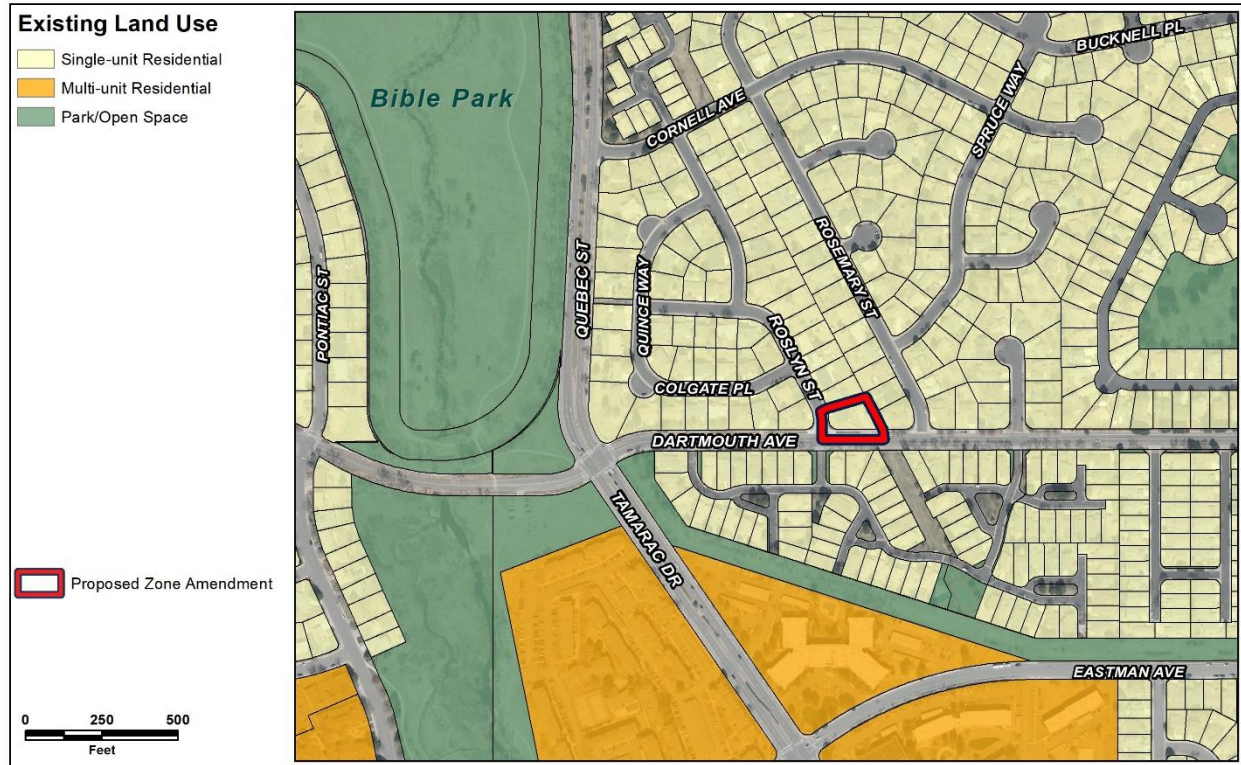 Existing Land Use
Single-unit Residential
Multi-unit Residential
Park/Open Space
Proposed Zone Amendment
0 250 500
Feet
Bible Park
BUCKNELL PL
CORNELL AVE
SPRUCE WAY
PONTIAC ST
QUEBEC ST
QUINCE WAY
ROSEMARY ST
ROSLYN ST
COLGATE PL
DARTMOUTH AVE
TAMARAC DR
EASTMAN AVE